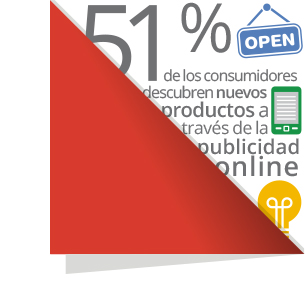 51 %
OPEN
de los consumidores
descubren nuevos
productos a
través de la
publicidad
online